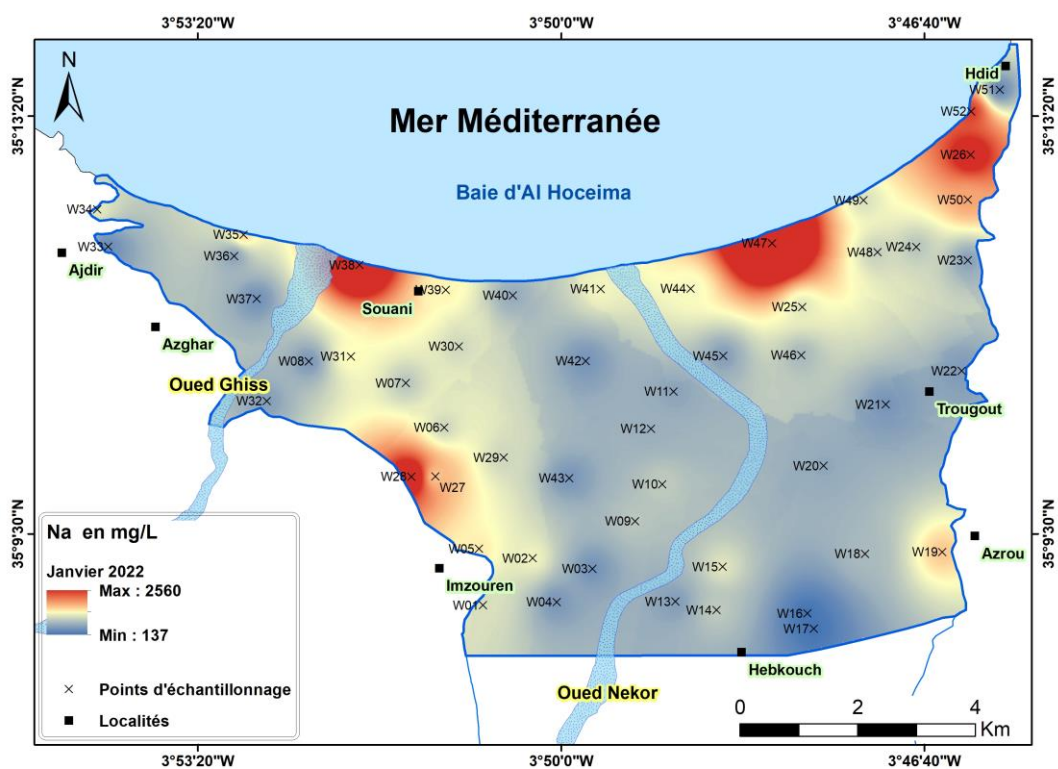 3°53'20"W 3°50'0"W 3°46'40"W
N
Hdid
W51
35°13'20"N 35°13'20"N
W52
Mer Méditerranée
W26
Baie d'Al Hoceima
W34 W49 W50
W35
W33 W36 W47 W48 W24
Ajdir W38 W23
W39 W40 W41 W44
W37 Souani W25
Azghar
W30
W31 W08 W42 W45 W46
Oued Ghiss W07 W22
W11
W32 W21 Trougout
W06 W12
W29
W28 W27 W43 W10 W20
W09
Na en mg/L
35°9'30"N 35°9'30"N
W05 W02 W18 W19 Azrou
Janvier 2022
Imzouren W03 W15
Max : 2560
W01 W04 W13 W14 W16
Min : 137
W17
Hebkouch
Points d'échantillonnage
Oued Nekor
Localités
0 2 4
Km
3°53'20"W 3°50'0"W 3°46'40"W